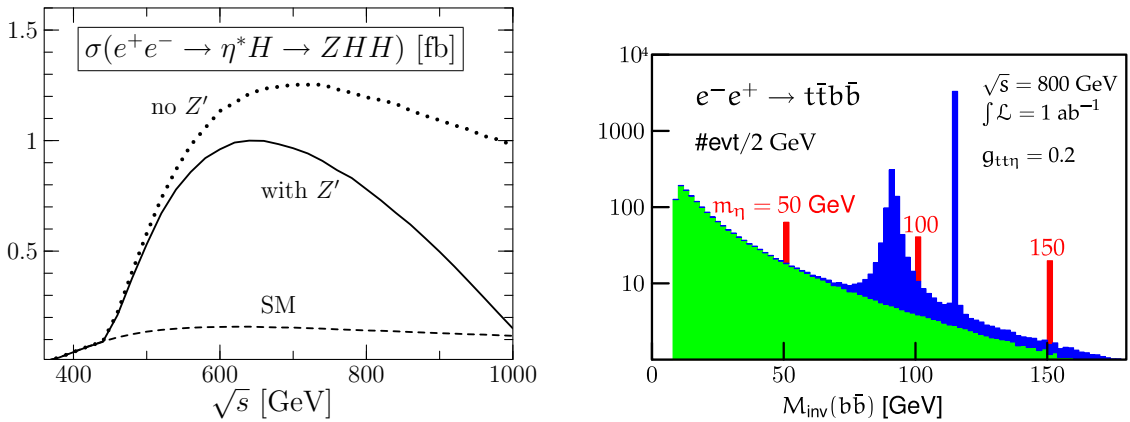 σ(e⁺e⁻ → η*H → ZHH) [fb]
1.5
1
0.5
no Z′
with Z′
SM
400 600 800 1000
√s [GeV]
10⁴
1000
100
10
e⁻e⁺ → tt̄bb̄
#evt/2 GeV
√s = 800 GeV
∫ℒ = 1 ab⁻¹
g_ttη = 0.2
m_η = 50 GeV
100
150
0 50 100 150
M_inv(bb̄) [GeV]